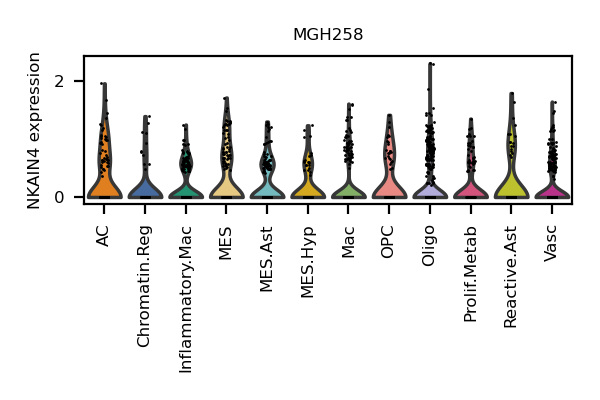 MGH258
NKAIN4 expression
2
0
AC
Chromatin.Reg
Inflammatory.Mac
MES
MES.Ast
MES.Hyp
Mac
OPC
Oligo
Prolif.Metab
Reactive.Ast
Vasc